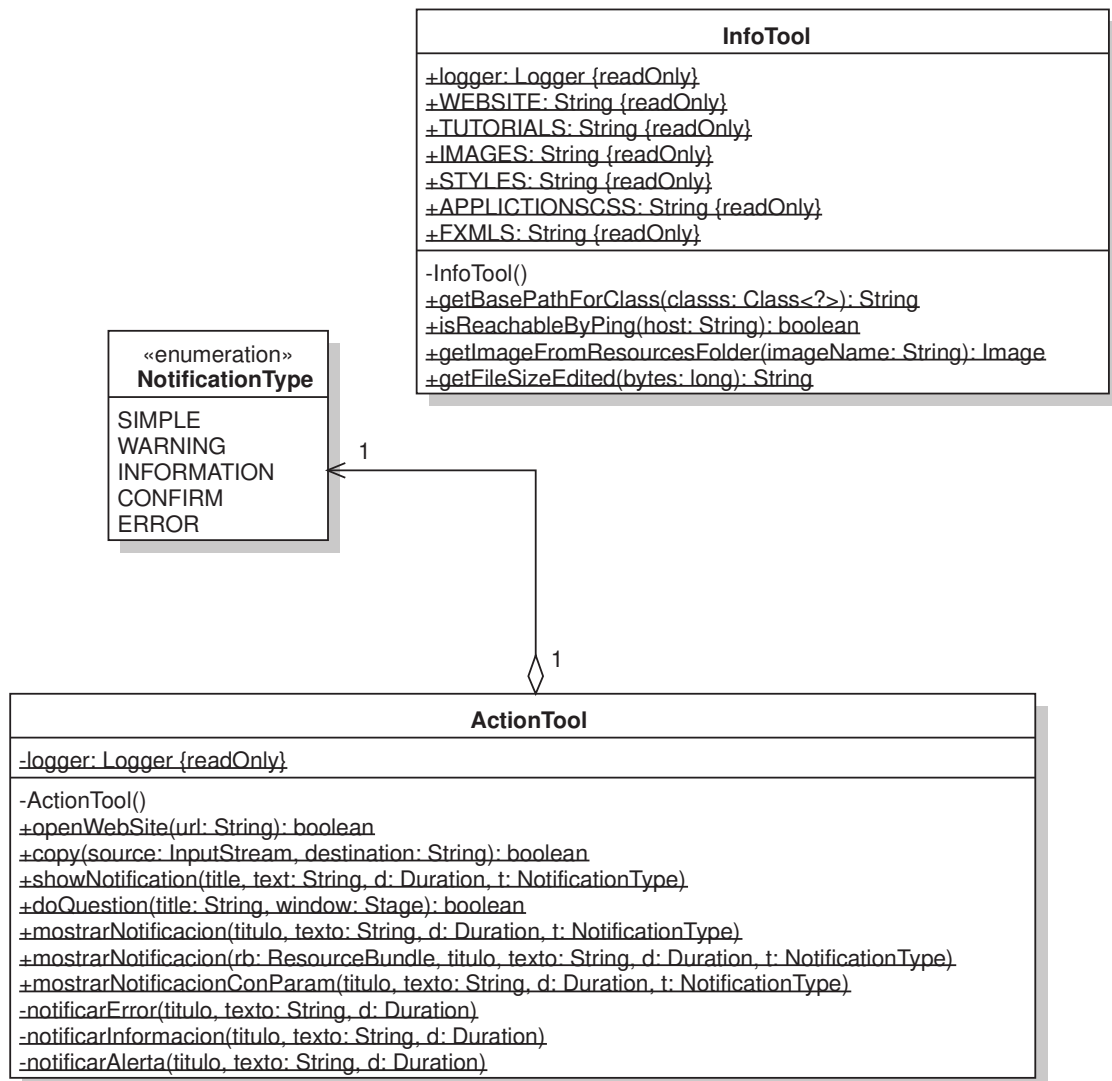 InfoTool
+logger: Logger {readOnly}
+WEBSITE: String {readOnly}
+TUTORIALS: String {readOnly}
+IMAGES: String {readOnly}
+STYLES: String {readOnly}
+APPLICTIONSCSS: String {readOnly}
+FXMLS: String {readOnly}
-InfoTool()
+getBasePathForClass(classs: Class<?>): String
+isReachableByPing(host: String): boolean
+getImageFromResourcesFolder(imageName: String): Image
+getFileSizeEdited(bytes: long): String
«enumeration»
NotificationType
SIMPLE
WARNING
INFORMATION
CONFIRM
ERROR
1
1
ActionTool
-logger: Logger {readOnly}
-ActionTool()
+openWebSite(url: String): boolean
+copy(source: InputStream, destination: String): boolean
+showNotification(title, text: String, d: Duration, t: NotificationType)
+doQuestion(title: String, window: Stage): boolean
+mostrarNotificacion(titulo, texto: String, d: Duration, t: NotificationType)
+mostrarNotificacion(rb: ResourceBundle, titulo, texto: String, d: Duration, t: NotificationType)
+mostrarNotificacionConParam(titulo, texto: String, d: Duration, t: NotificationType)
-notificarError(titulo, texto: String, d: Duration)
-notificarInformacion(titulo, texto: String, d: Duration)
-notificarAlerta(titulo, texto: String, d: Duration)